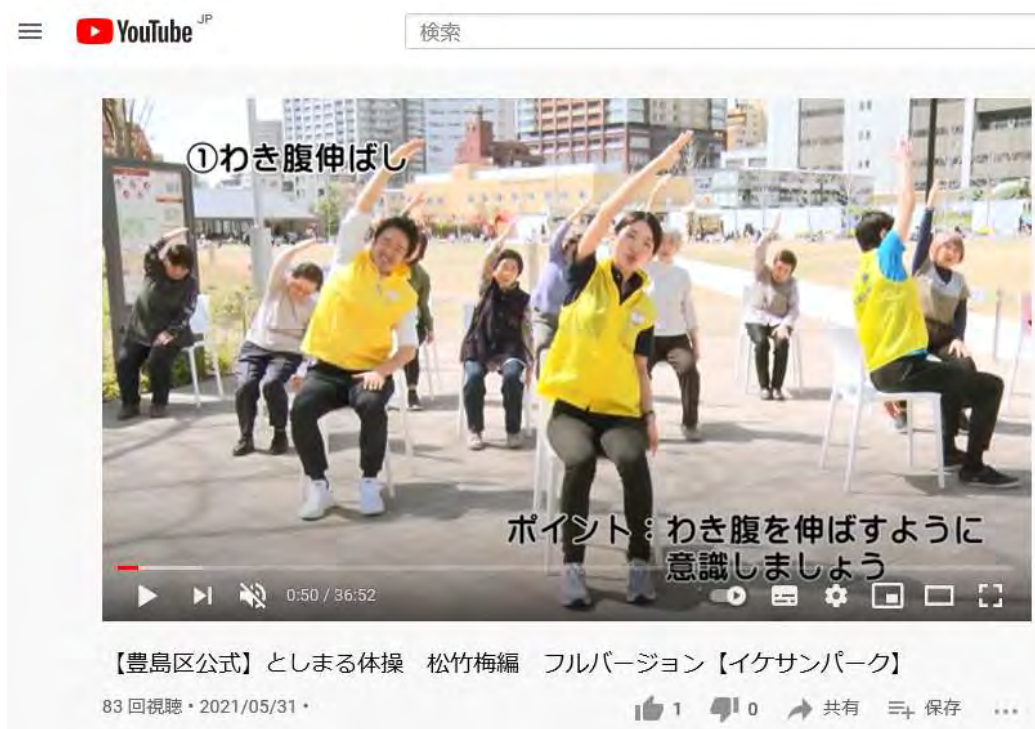 YouTube JP
検索
①わき腹伸ばし
ポイント：わき腹を伸ばすように
意識しましょう
0:50 / 36:52
【豊島区公式】としまる体操　松竹梅編　フルバージョン【イケサンパーク】
83 回視聴・2021/05/31・
1 0 共有 保存